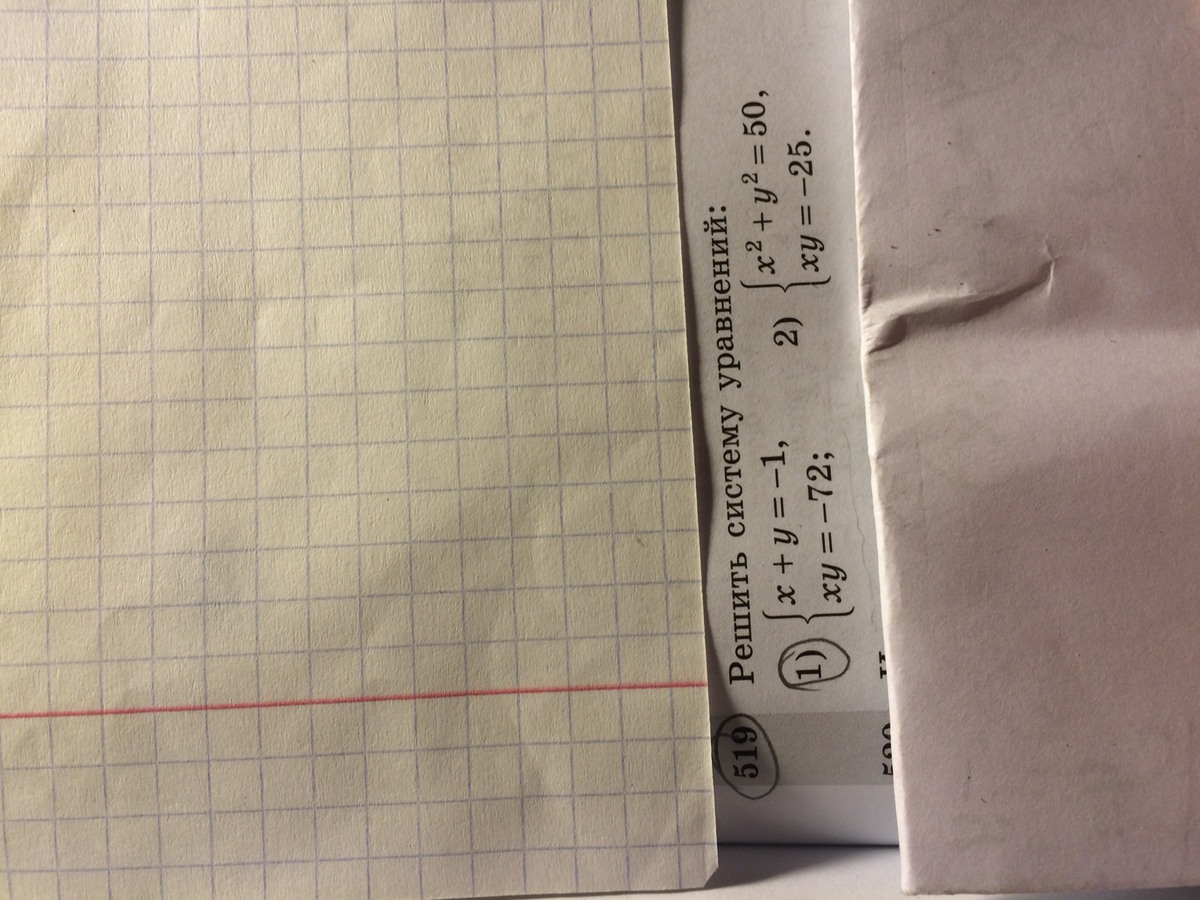 519 Решить систему уравнений:
1) { x + y = −1, 2) { x² + y² = 50,
xy = −72; xy = −25.